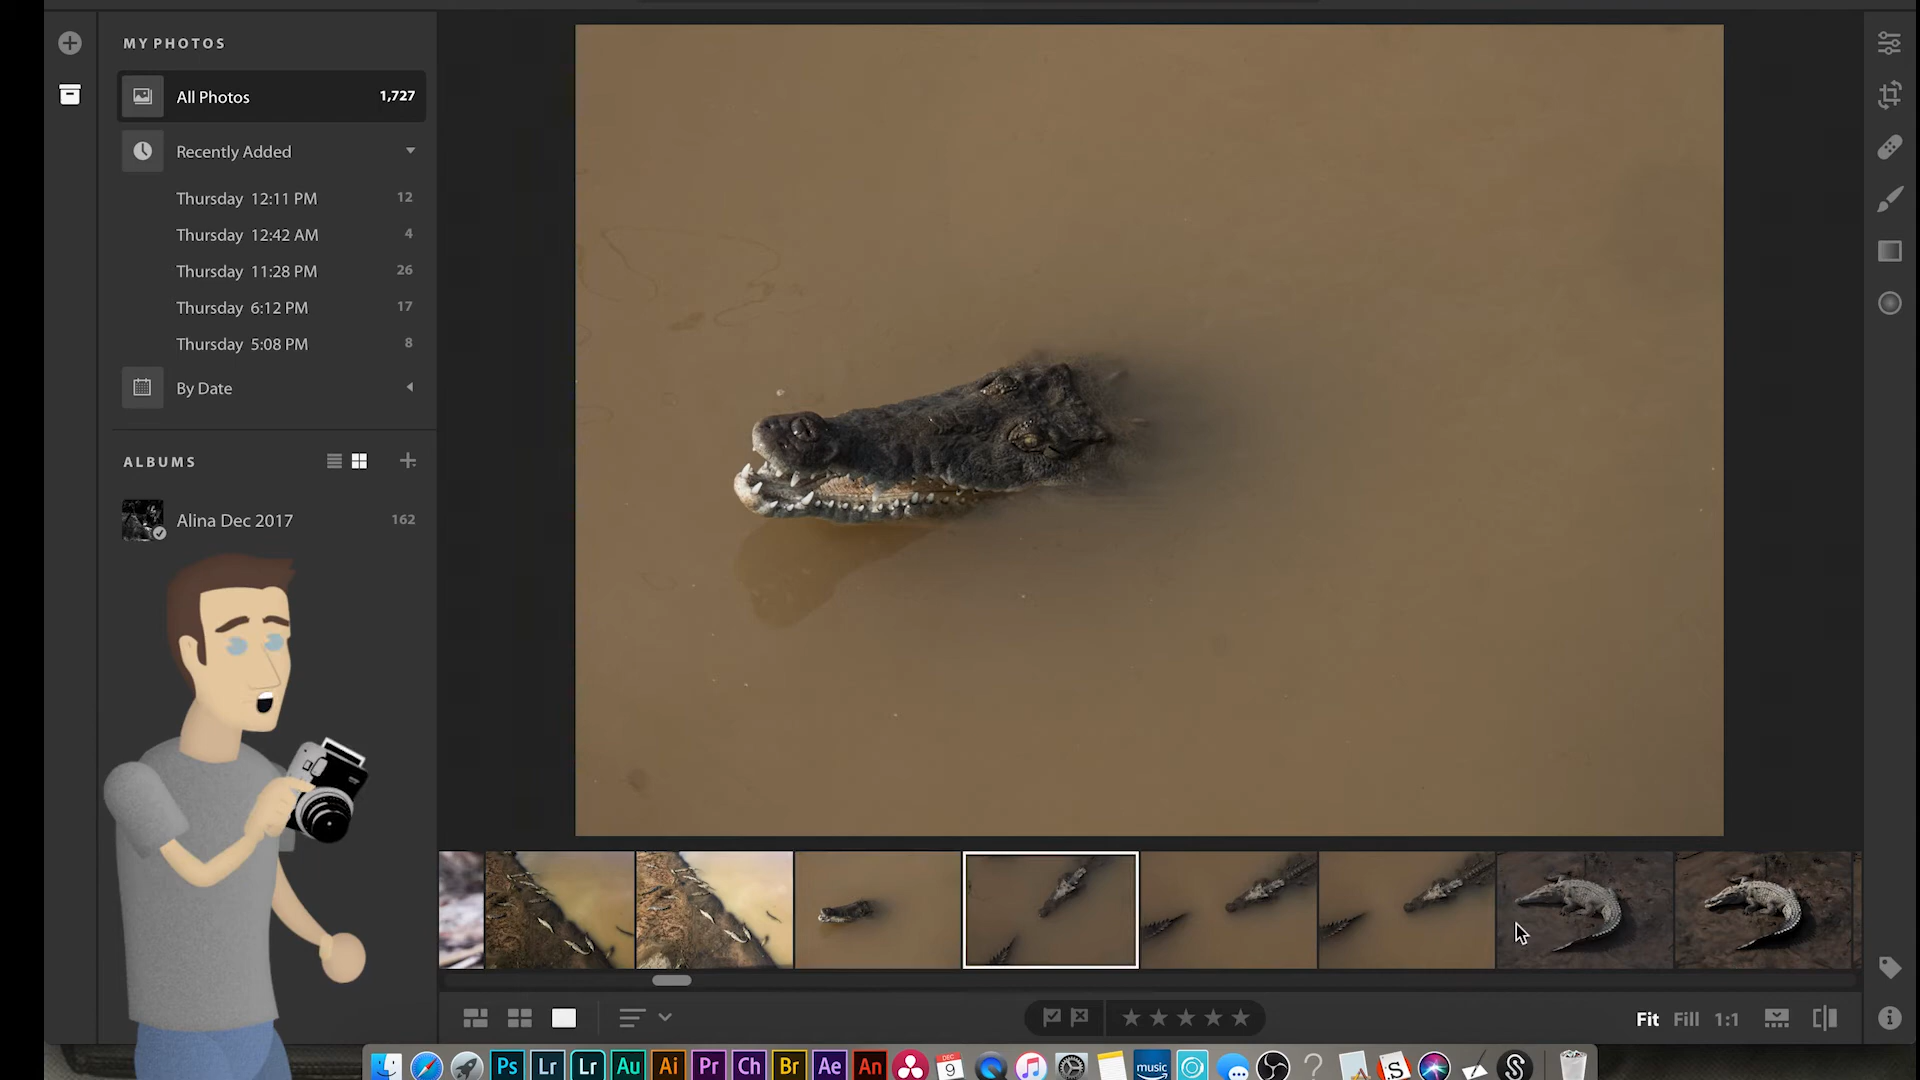 MY PHOTOS
All Photos 1,727
Recently Added
Thursday 12:11 PM 12
Thursday 12:42 AM 4
Thursday 11:28 PM 26
Thursday 6:12 PM 17
Thursday 5:08 PM 8
By Date
ALBUMS
Alina Dec 2017 162
Fit Fill 1:1
Ps Lr Lr Au Ai Pr Ch Br Ae An DEC 9 music ? S S